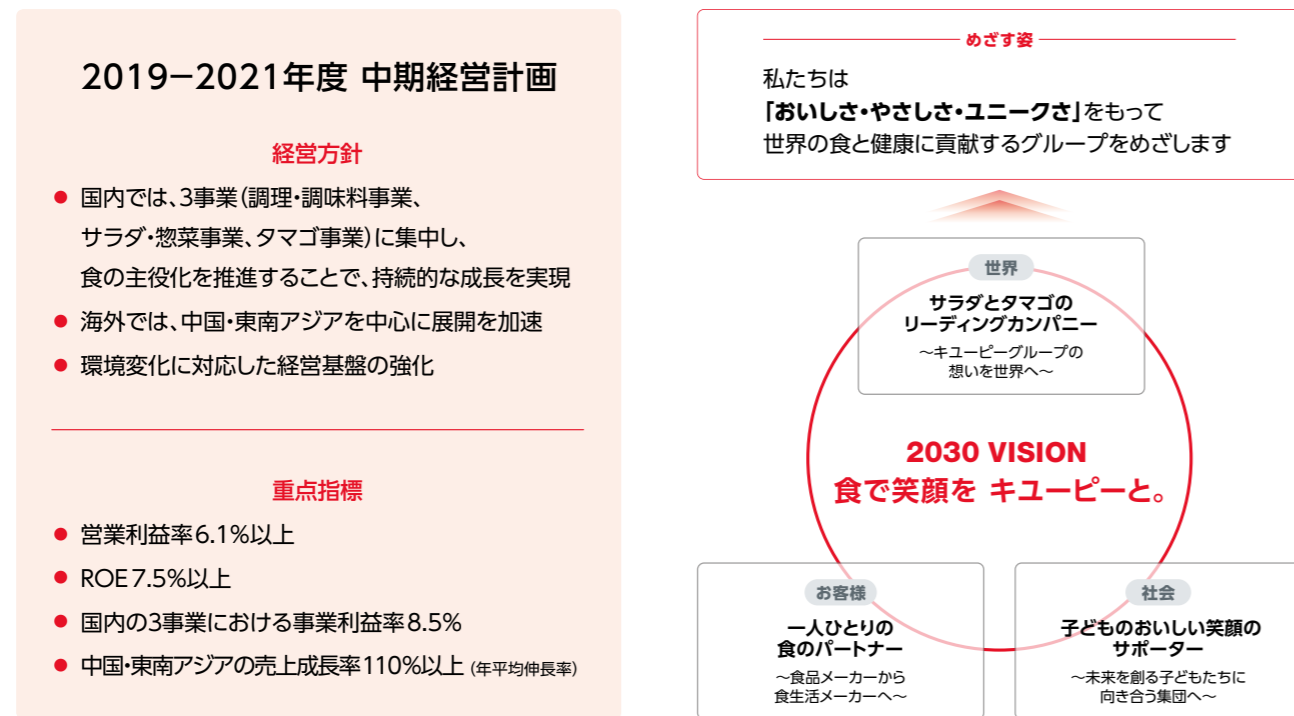 2019−2021年度 中期経営計画
経営方針
● 国内では、3事業（調理・調味料事業、
サラダ・惣菜事業、タマゴ事業）に集中し、
食の主役化を推進することで、持続的な成長を実現
● 海外では、中国・東南アジアを中心に展開を加速
● 環境変化に対応した経営基盤の強化
重点指標
● 営業利益率6.1%以上
● ROE 7.5%以上
● 国内の3事業における事業利益率8.5%
● 中国・東南アジアの売上成長率110%以上（年平均伸長率）
めざす姿
私たちは
「おいしさ・やさしさ・ユニークさ」をもって
世界の食と健康に貢献するグループをめざします
世界
サラダとタマゴの
リーディングカンパニー
〜キユーピーグループの
想いを世界へ〜
2030 VISION
食で笑顔を キユーピーと。
お客様
一人ひとりの
食のパートナー
〜食品メーカーから
食生活メーカーへ〜
社会
子どものおいしい笑顔の
サポーター
〜未来を創る子どもたちに
向き合う集団へ〜